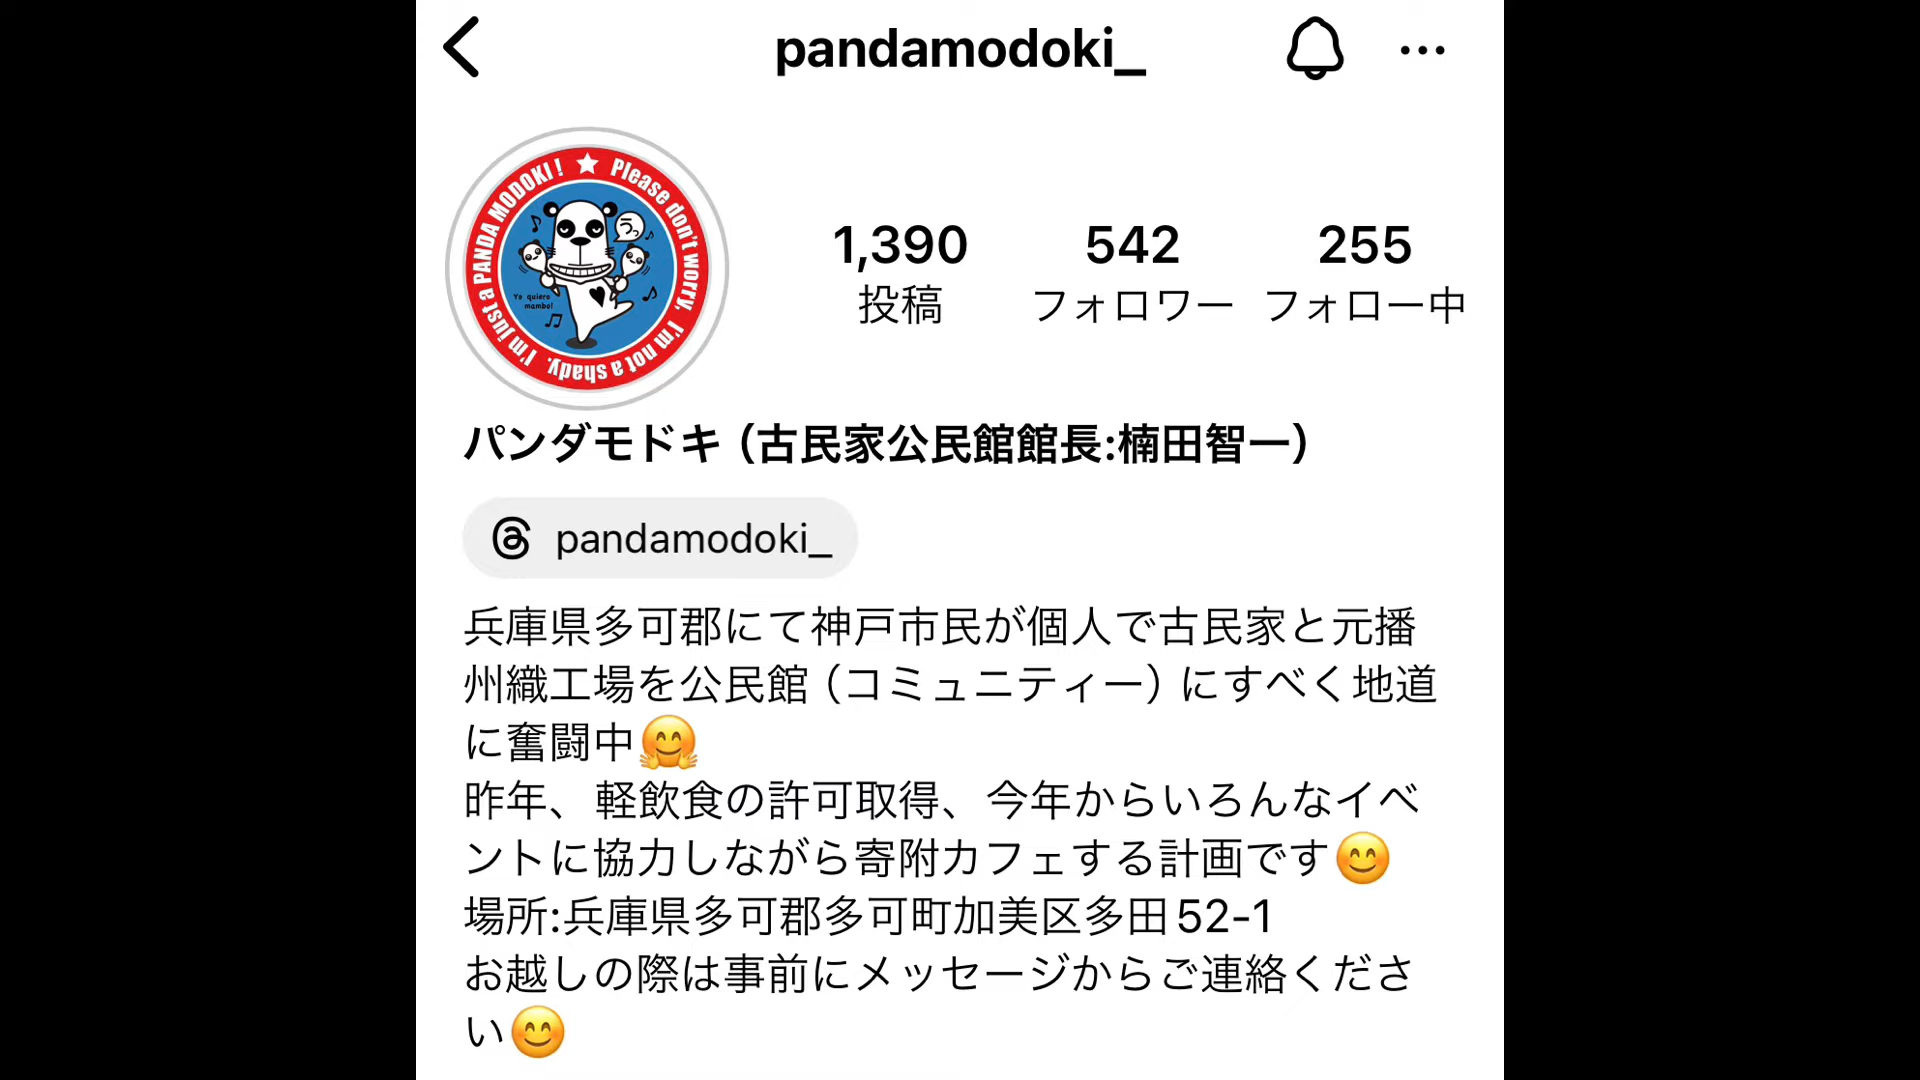 pandamodoki_
Please don't worry, I'm not a shady. I'm just a PANDA MODOKI!
うっ
Yo quiero
mambo!
1,390
542
255
投稿
フォロワー
フォロー中
パンダモドキ（古民家公民館館長:楠田智一）
pandamodoki_
兵庫県多可郡にて神戸市民が個人で古民家と元播
州織工場を公民館（コミュニティー）にすべく地道
に奮闘中🤗
昨年、軽飲食の許可取得、今年からいろんなイベ
ントに協力しながら寄附カフェする計画です😊
場所:兵庫県多可郡多可町加美区多田52-1
お越しの際は事前にメッセージからご連絡くださ
い😊